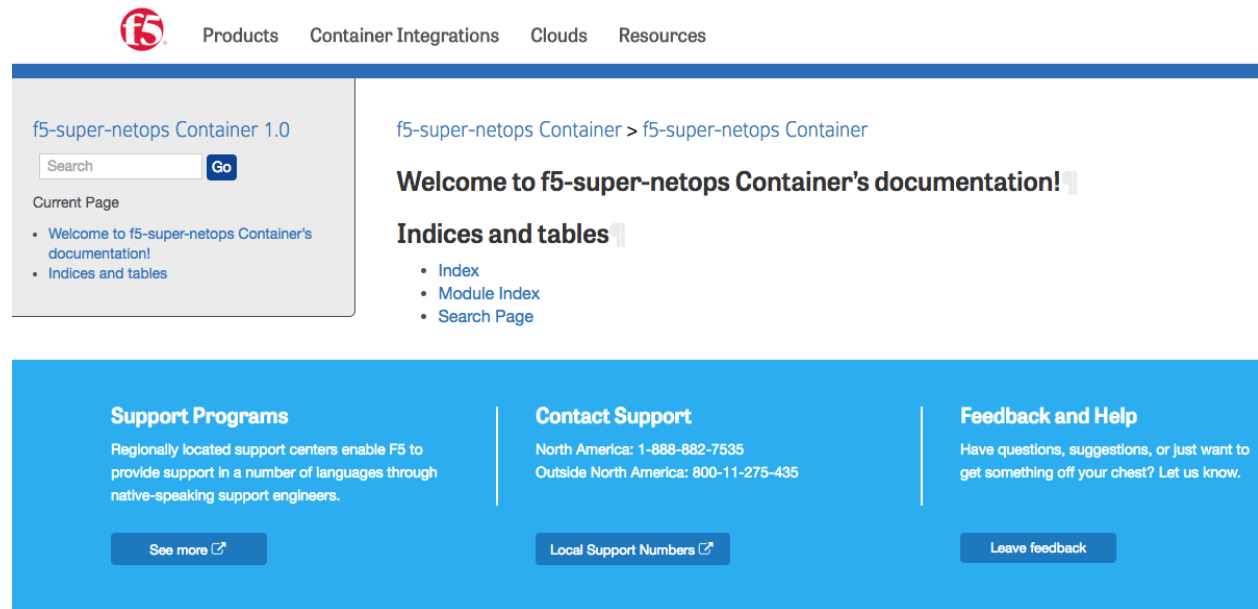 f5 Products Container Integrations Clouds Resources
f5-super-netops Container 1.0
Search Go
Current Page
• Welcome to f5-super-netops Container's
documentation!
• Indices and tables
f5-super-netops Container > f5-super-netops Container
Welcome to f5-super-netops Container’s documentation!¶
Indices and tables¶
• Index
• Module Index
• Search Page
Support Programs
Regionally located support centers enable F5 to
provide support in a number of languages through
native-speaking support engineers.
See more
Contact Support
North America: 1-888-882-7535
Outside North America: 800-11-275-435
Local Support Numbers
Feedback and Help
Have questions, suggestions, or just want to
get something off your chest? Let us know.
Leave feedback